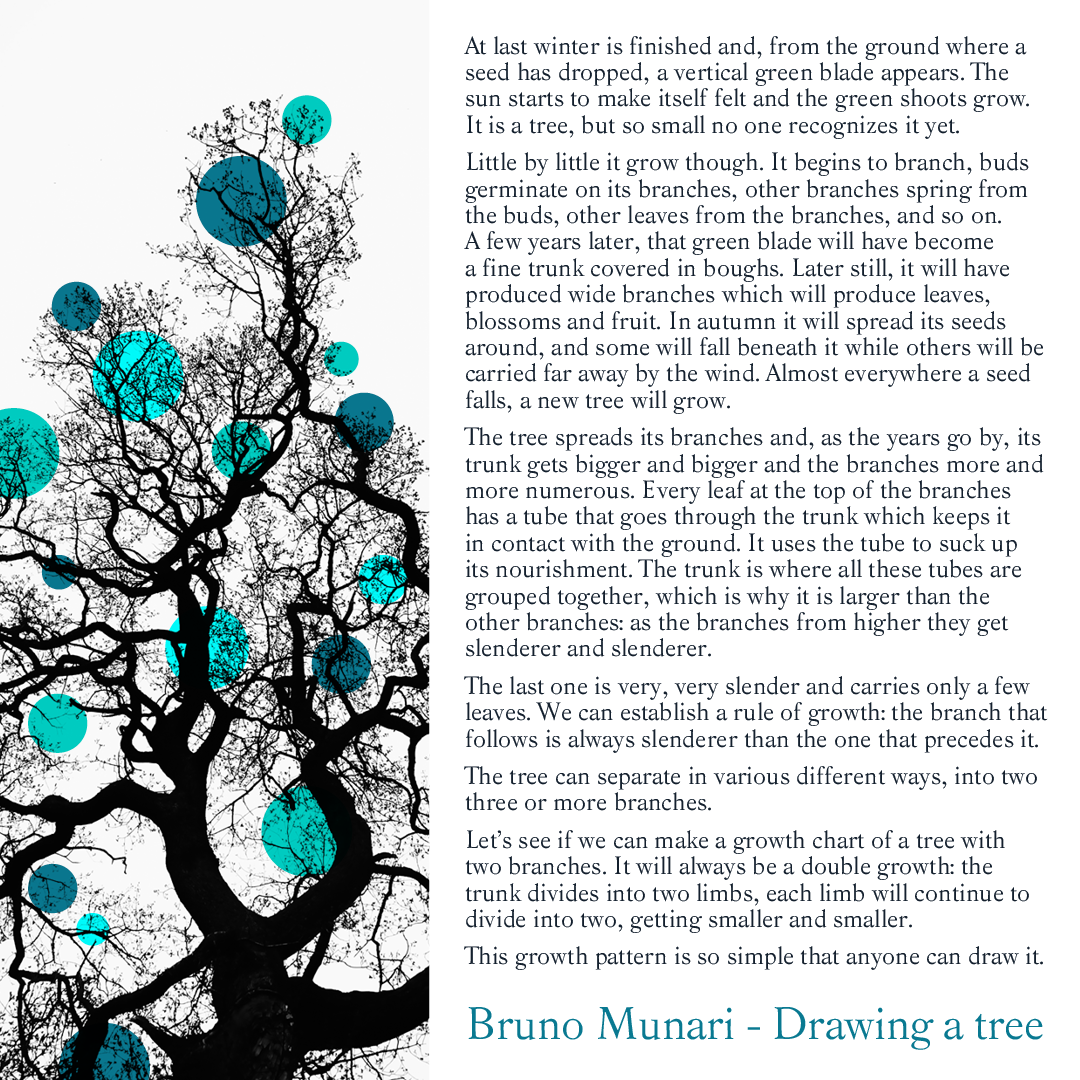 At last winter is finished and, from the ground where a
seed has dropped, a vertical green blade appears. The
sun starts to make itself felt and the green shoots grow.
It is a tree, but so small no one recognizes it yet.
Little by little it grow though. It begins to branch, buds
germinate on its branches, other branches spring from
the buds, other leaves from the branches, and so on.
A few years later, that green blade will have become
a fine trunk covered in boughs. Later still, it will have
produced wide branches which will produce leaves,
blossoms and fruit. In autumn it will spread its seeds
around, and some will fall beneath it while others will be
carried far away by the wind. Almost everywhere a seed
falls, a new tree will grow.
The tree spreads its branches and, as the years go by, its
trunk gets bigger and bigger and the branches more and
more numerous. Every leaf at the top of the branches
has a tube that goes through the trunk which keeps it
in contact with the ground. It uses the tube to suck up
its nourishment. The trunk is where all these tubes are
grouped together, which is why it is larger than the
other branches: as the branches from higher they get
slenderer and slenderer.
The last one is very, very slender and carries only a few
leaves. We can establish a rule of growth: the branch that
follows is always slenderer than the one that precedes it.
The tree can separate in various different ways, into two
three or more branches.
Let's see if we can make a growth chart of a tree with
two branches. It will always be a double growth: the
trunk divides into two limbs, each limb will continue to
divide into two, getting smaller and smaller.
This growth pattern is so simple that anyone can draw it.
Bruno Munari - Drawing a tree